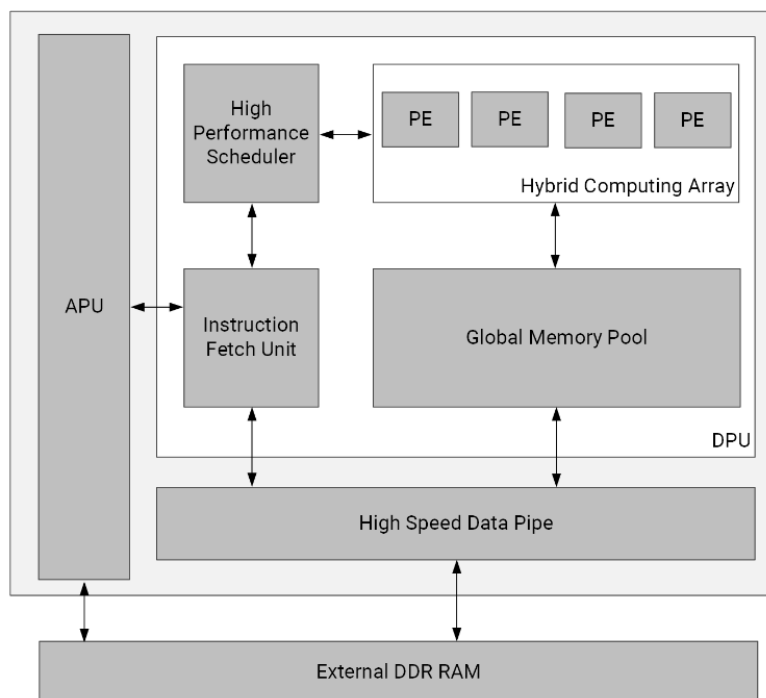 High
Performance
Scheduler
PE
PE
PE
PE
Hybrid Computing Array
APU
Instruction
Fetch Unit
Global Memory Pool
DPU
High Speed Data Pipe
External DDR RAM